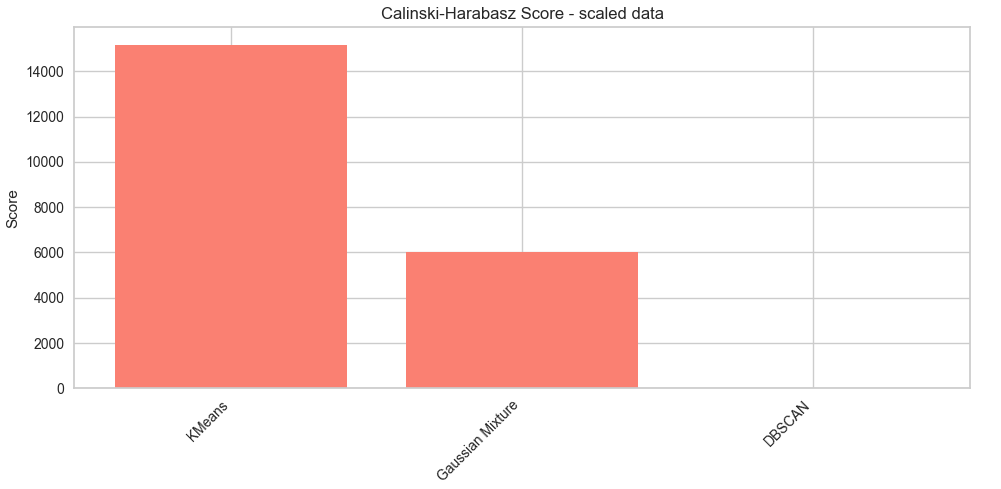 Calinski-Harabasz Score - scaled data
Score
14000
12000
10000
8000
6000
4000
2000
0
KMeans
Gaussian Mixture
DBSCAN